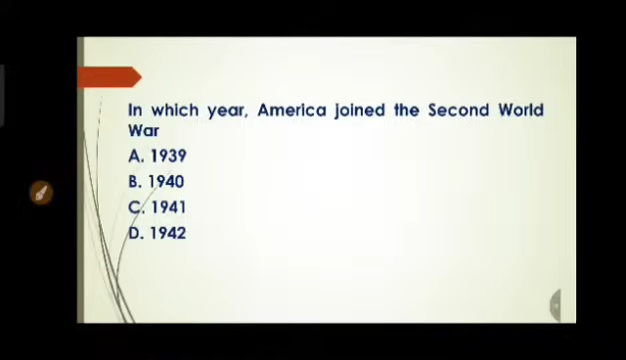 In which year, America joined the Second World
War
A. 1939
B. 1940
C. 1941
D. 1942